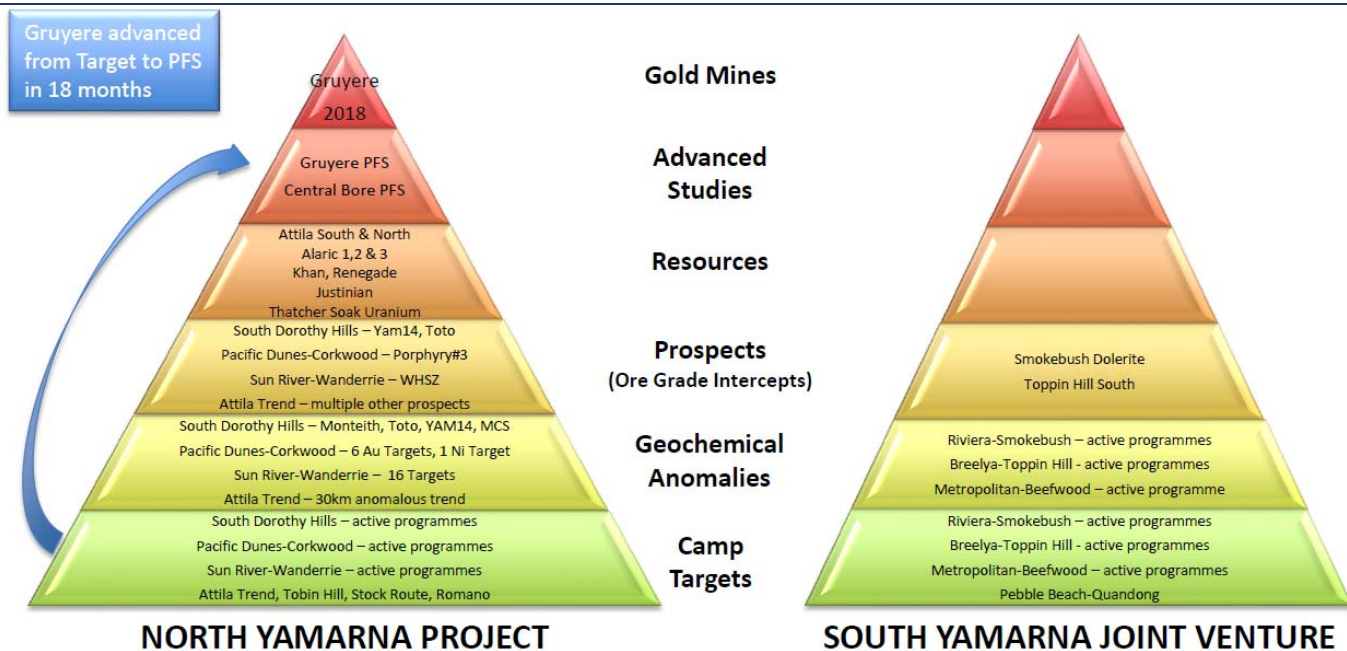 Gruyere advanced
from Target to PFS
in 18 months
Gruyere
2018
Gruyere PFS
Central Bore PFS
Attila South & North
Alaric 1,2 & 3
Khan, Renegade
Justinian
Thatcher Soak Uranium
South Dorothy Hills – Yam14, Toto
Pacific Dunes-Corkwood – Porphyry#3
Sun River-Wanderrie – WHSZ
Attila Trend – multiple other prospects
South Dorothy Hills – Monteith, Toto, YAM14, MCS
Pacific Dunes-Corkwood – 6 Au Targets, 1 Ni Target
Sun River-Wanderrie –  16 Targets
Attila Trend – 30km anomalous trend
South Dorothy Hills – active programmes
Pacific Dunes-Corkwood – active programmes
Sun River-Wanderrie – active programmes
Attila Trend, Tobin Hill, Stock Route, Romano
NORTH YAMARNA PROJECT
Gold Mines
Advanced
Studies
Resources
Prospects
(Ore Grade Intercepts)
Geochemical
Anomalies
Camp
Targets
Smokebush Dolerite
Toppin Hill South
Riviera-Smokebush – active programmes
Breelya-Toppin Hill - active programmes
Metropolitan-Beefwood – active programme
Riviera-Smokebush – active programmes
Breelya-Toppin Hill - active programmes
Metropolitan-Beefwood – active programmes
Pebble Beach-Quandong
SOUTH YAMARNA JOINT VENTURE